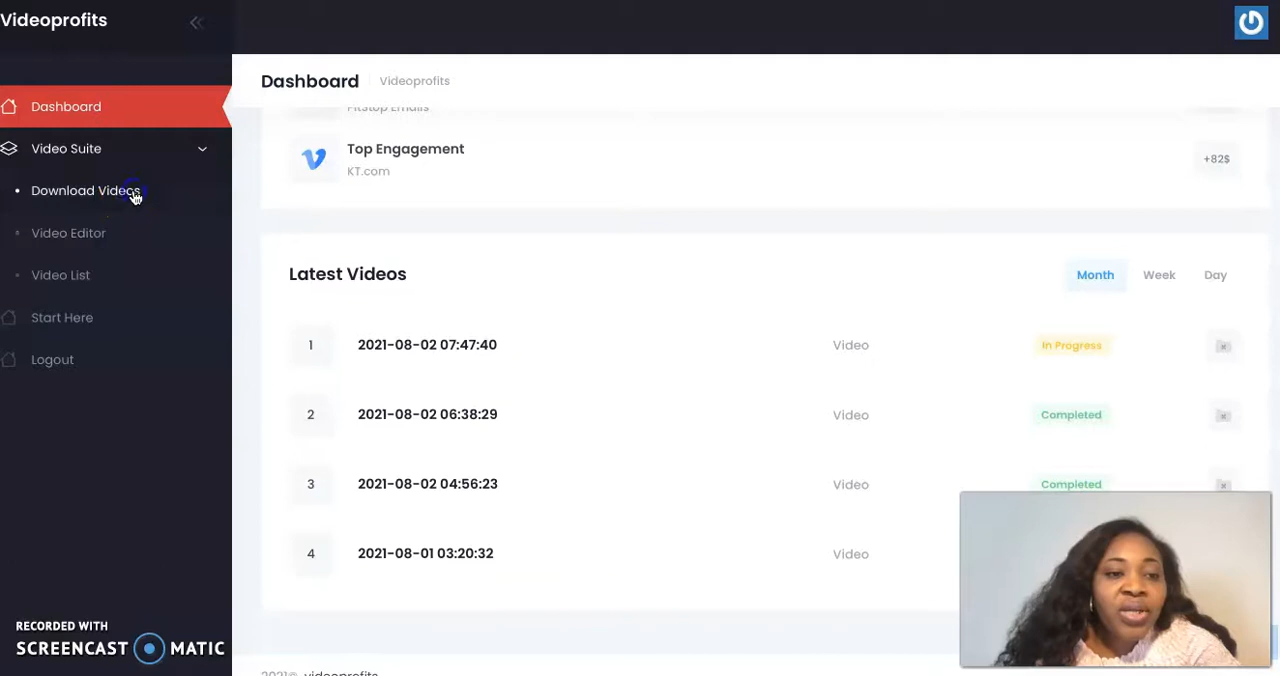 Videoprofits
Dashboard
Video Suite
Download Videos
Video Editor
Video List
Start Here
Logout
RECORDED WITH
SCREENCAST MATIC
Dashboard Videoprofits
FitStop Emails
Top Engagement
KT.com
+82$
Latest Videos
Month Week Day
1 2021-08-02 07:47:40 Video In Progress
2 2021-08-02 06:38:29 Video Completed
3 2021-08-02 04:56:23 Video Completed
4 2021-08-01 03:20:32 Video
2021© videoprofits